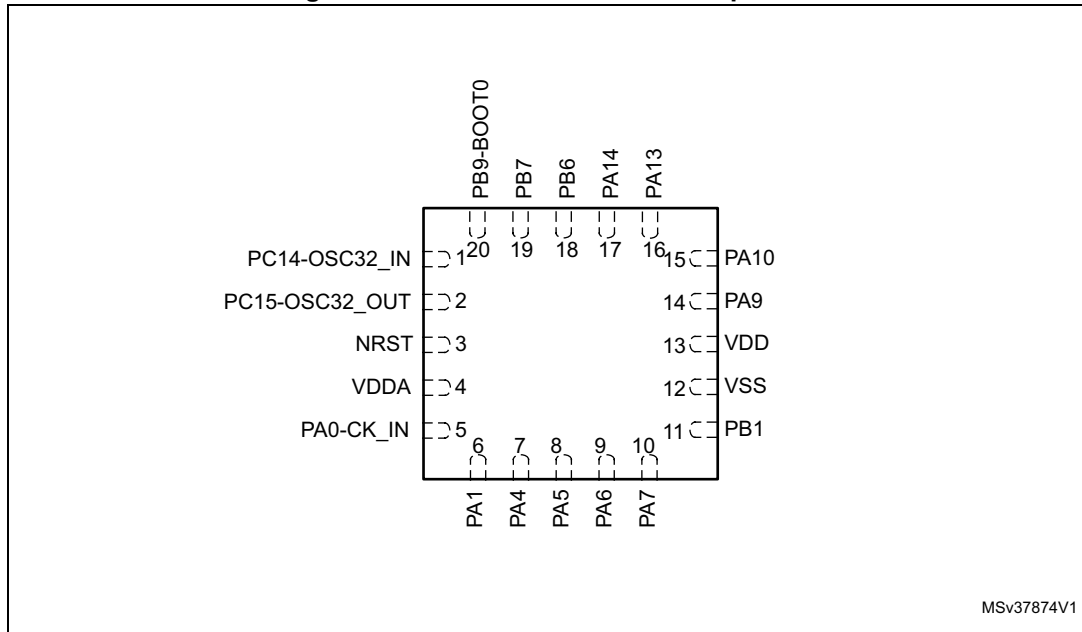 PB9-BOOT0
PB7
PB6
PA14
PA13
20
19
18
17
16
PC14-OSC32_IN
1
15
PA10
PC15-OSC32_OUT
2
14
PA9
NRST
3
13
VDD
VDDA
4
12
VSS
PA0-CK_IN
5
11
PB1
6
7
8
9
10
PA1
PA4
PA5
PA6
PA7
MSv37874V1